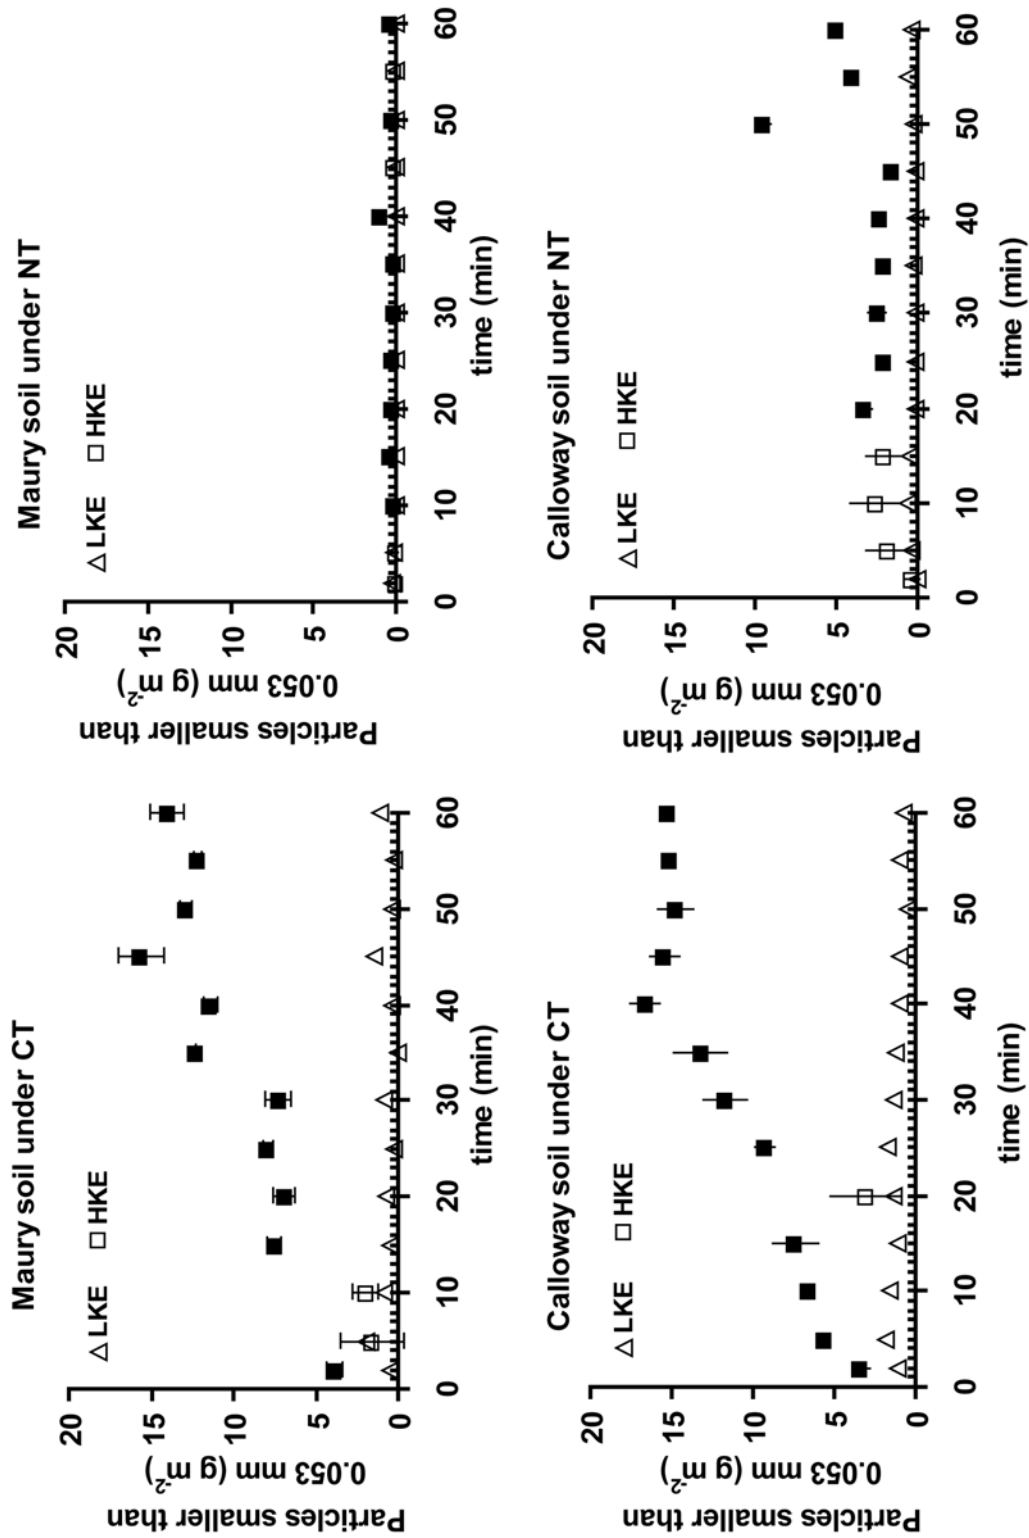 Maury soil under CT
△ LKE □ HKE
Particles smaller than
0.053 mm (g m⁻²)
20
15
10
5
0
0 10 20 30 40 50 60
time (min)
Maury soil under NT
△ LKE □ HKE
Particles smaller than
0.053 mm (g m⁻²)
20
15
10
5
0
0 10 20 30 40 50 60
time (min)
Calloway soil under CT
△ LKE □ HKE
Particles smaller than
0.053 mm (g m⁻²)
20
15
10
5
0
0 10 20 30 40 50 60
time (min)
Calloway soil under NT
△ LKE □ HKE
Particles smaller than
0.053 mm (g m⁻²)
20
15
10
5
0
0 10 20 30 40 50 60
time (min)